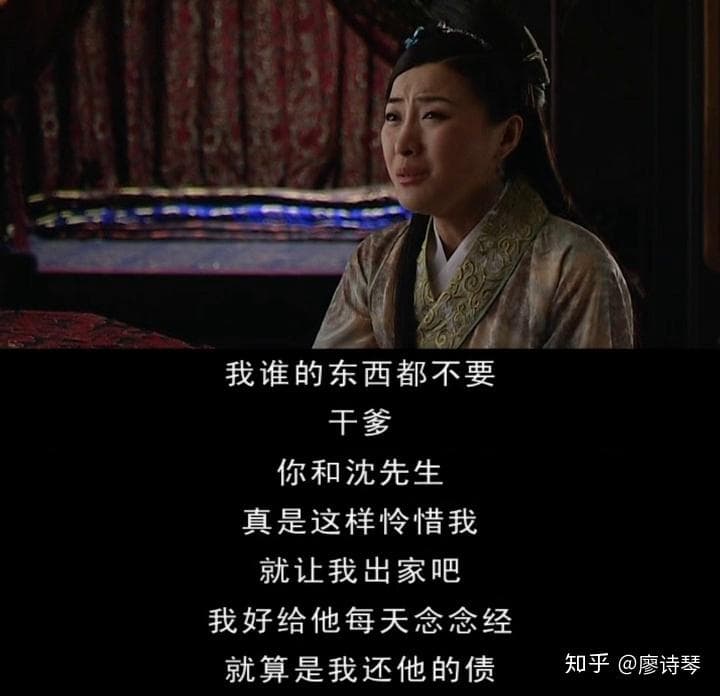 我谁的东西都不要
干爹
你和沈先生
真是这样怜惜我
就让我出家吧
我好给他每天念念经
就算是我还他的债
知乎 @廖诗琴